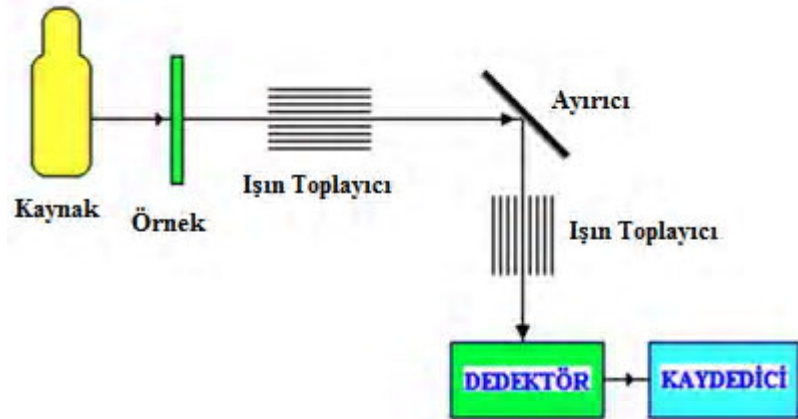 Kaynak
Örnek
Işın Toplayıcı
Ayırıcı
Işın Toplayıcı
DEDEKTÖR
KAYDEDİCİ